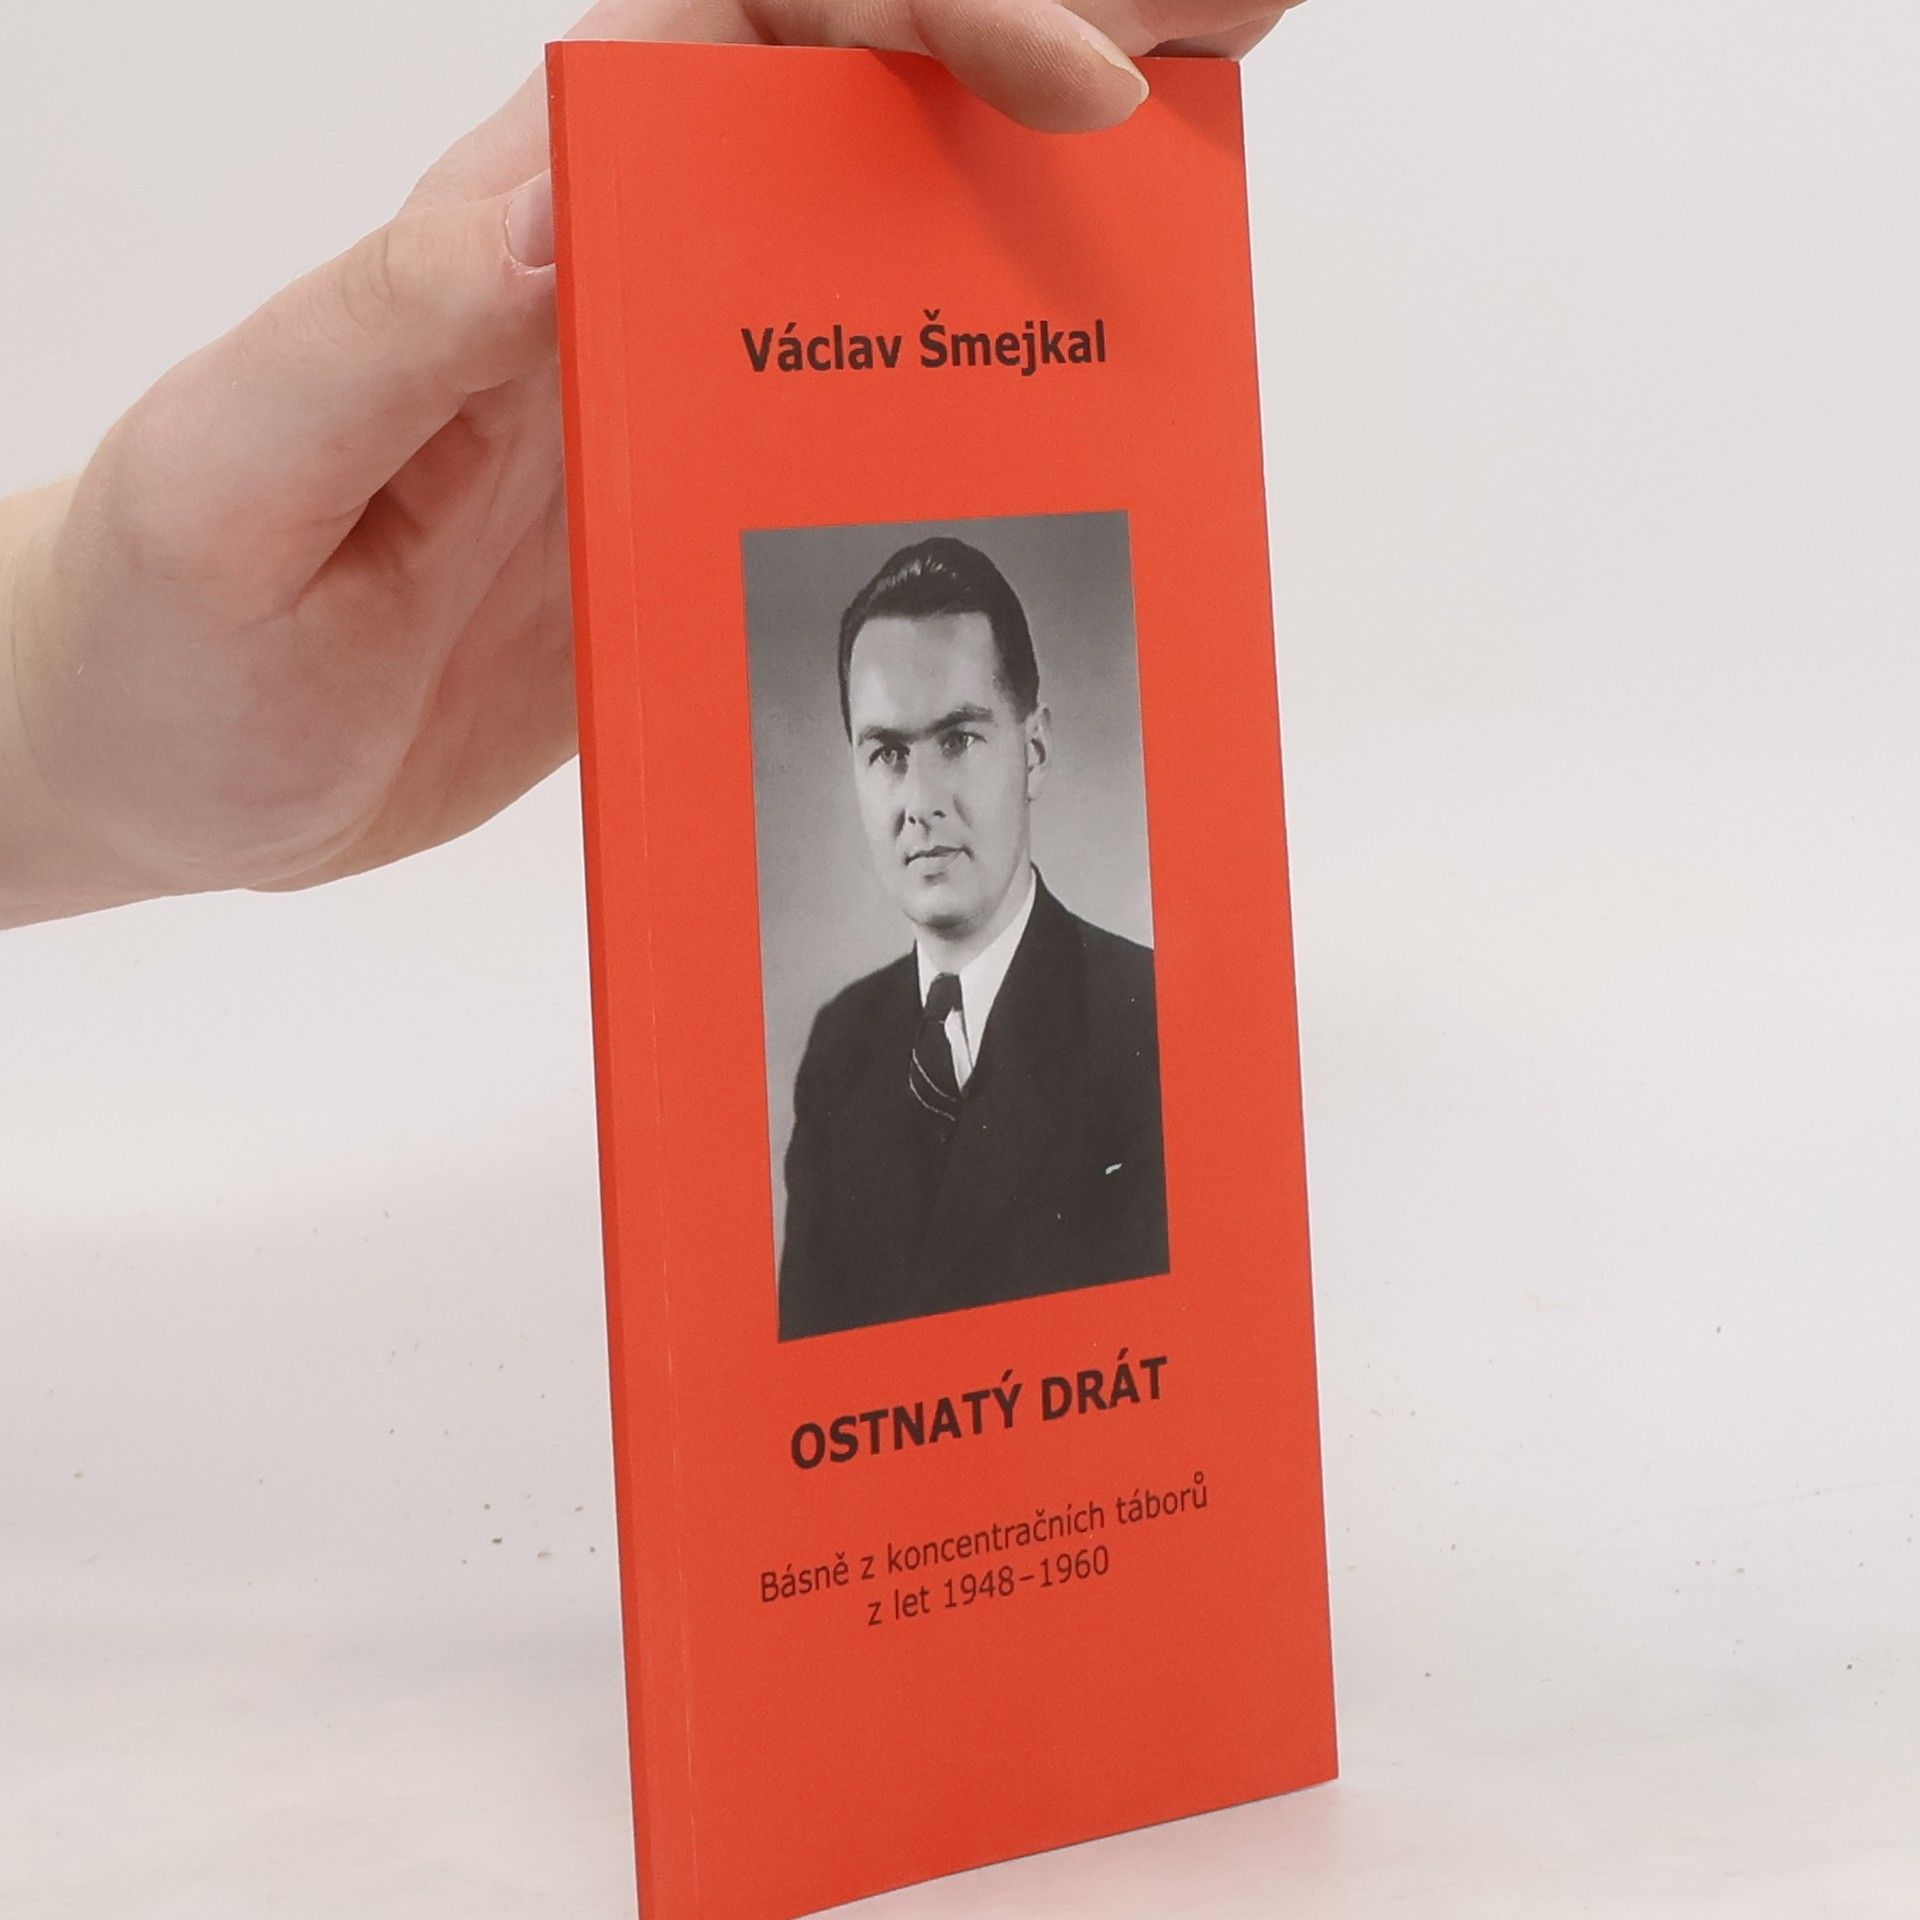 Václav Šmejkal
OSTNATÝ DRÁT
Básně z koncentračních táborů
z let 1948–1960